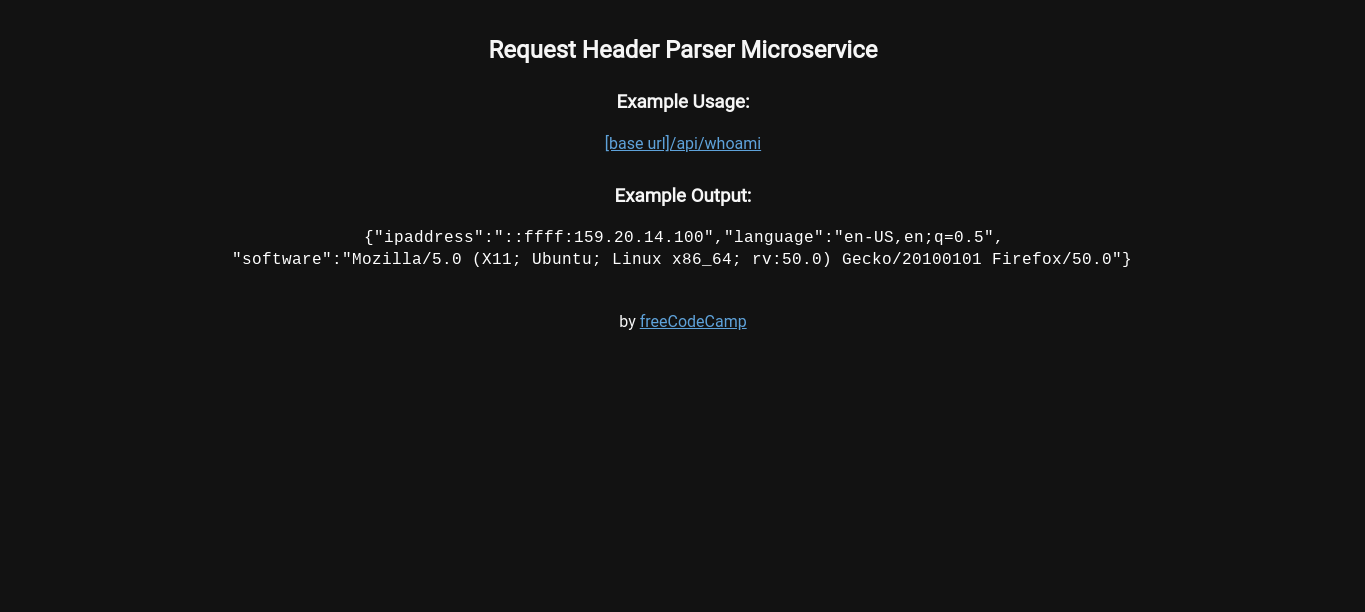 Request Header Parser Microservice
Example Usage:
[base url]/api/whoami
Example Output:
{"ipaddress":"::ffff:159.20.14.100","language":"en-US,en;q=0.5",
"software":"Mozilla/5.0 (X11; Ubuntu; Linux x86_64; rv:50.0) Gecko/20100101 Firefox/50.0"}
by freeCodeCamp